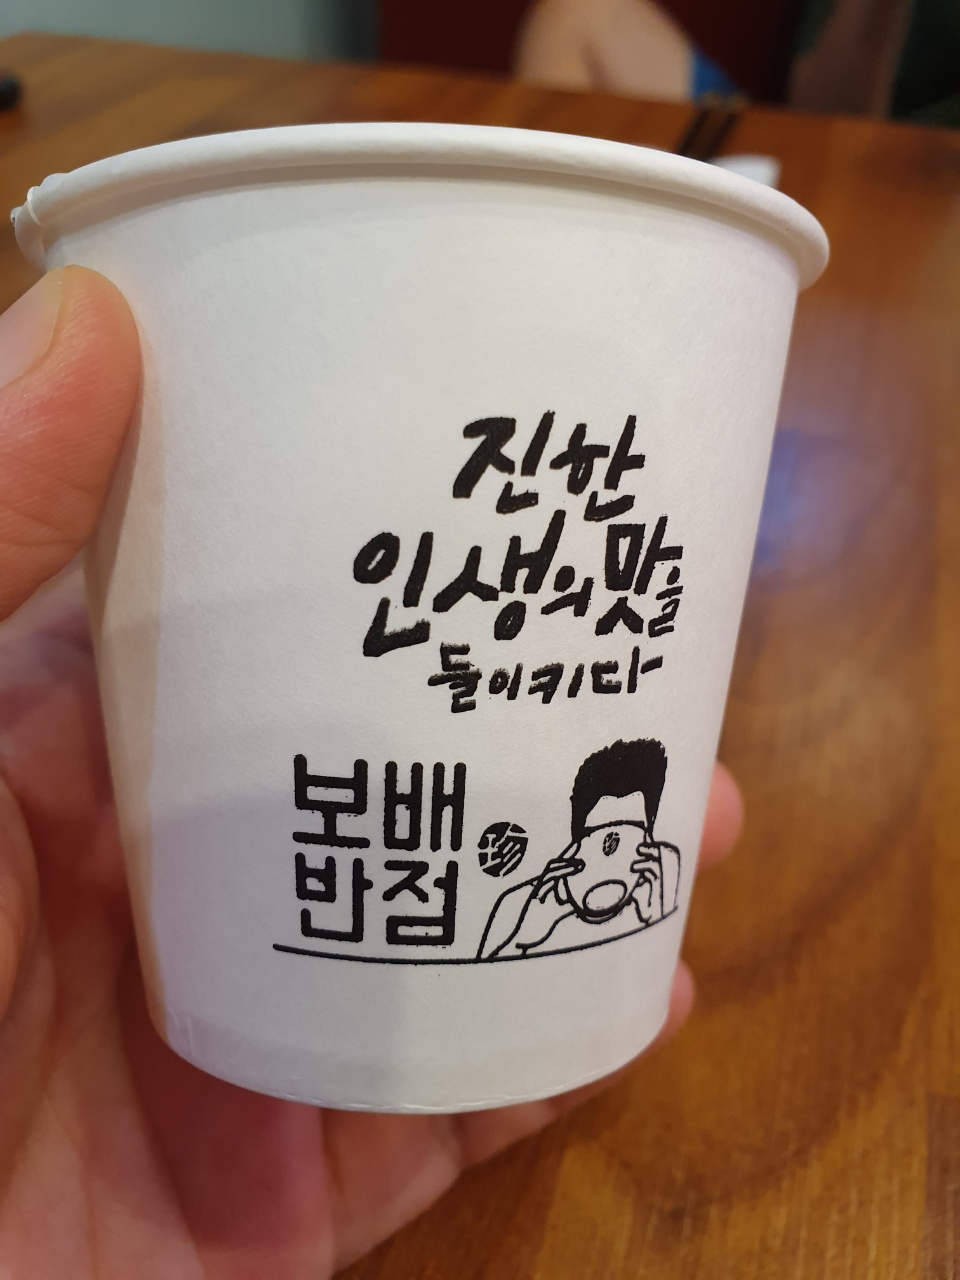 진한
인생의 맛을
들이키다
보배
반점